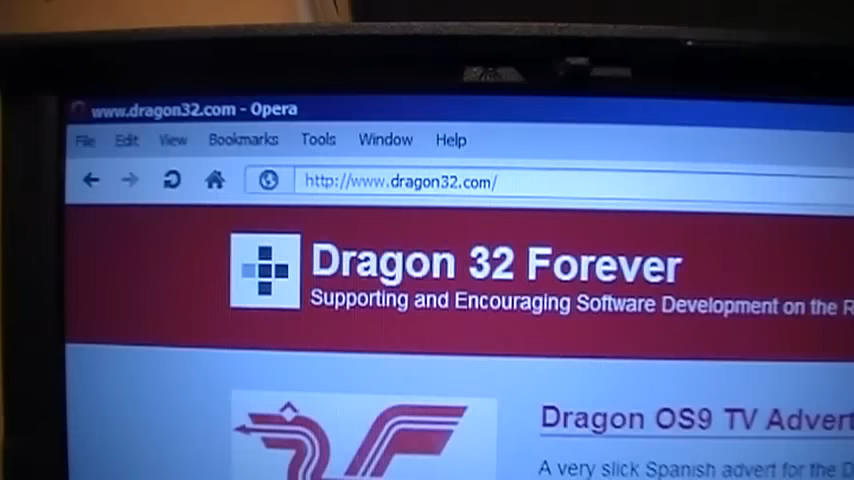 www.dragon32.com - Opera
File Edit View Bookmarks Tools Window Help
http://www.dragon32.com/
Dragon 32 Forever
Supporting and Encouraging Software Development on the R
Dragon OS9 TV Advert
A very slick Spanish advert for the D